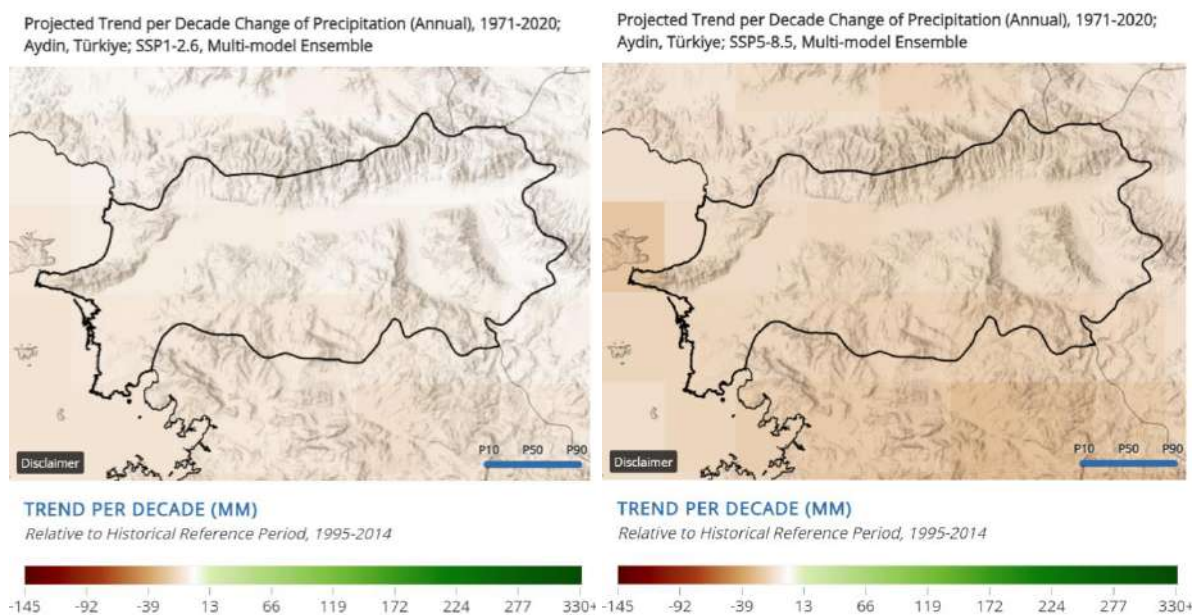 Projected Trend per Decade Change of Precipitation (Annual), 1971-2020;
Aydin, Türkiye; SSP1-2.6, Multi-model Ensemble
P10 P50 P90
Disclaimer
TREND PER DECADE (MM)
Relative to Historical Reference Period, 1995-2014
-145 -92 -39 13 66 119 172 224 277 330+
Projected Trend per Decade Change of Precipitation (Annual), 1971-2020;
Aydin, Türkiye; SSP5-8.5, Multi-model Ensemble
P10 P50 P90
Disclaimer
TREND PER DECADE (MM)
Relative to Historical Reference Period, 1995-2014
-145 -92 -39 13 66 119 172 224 277 330+